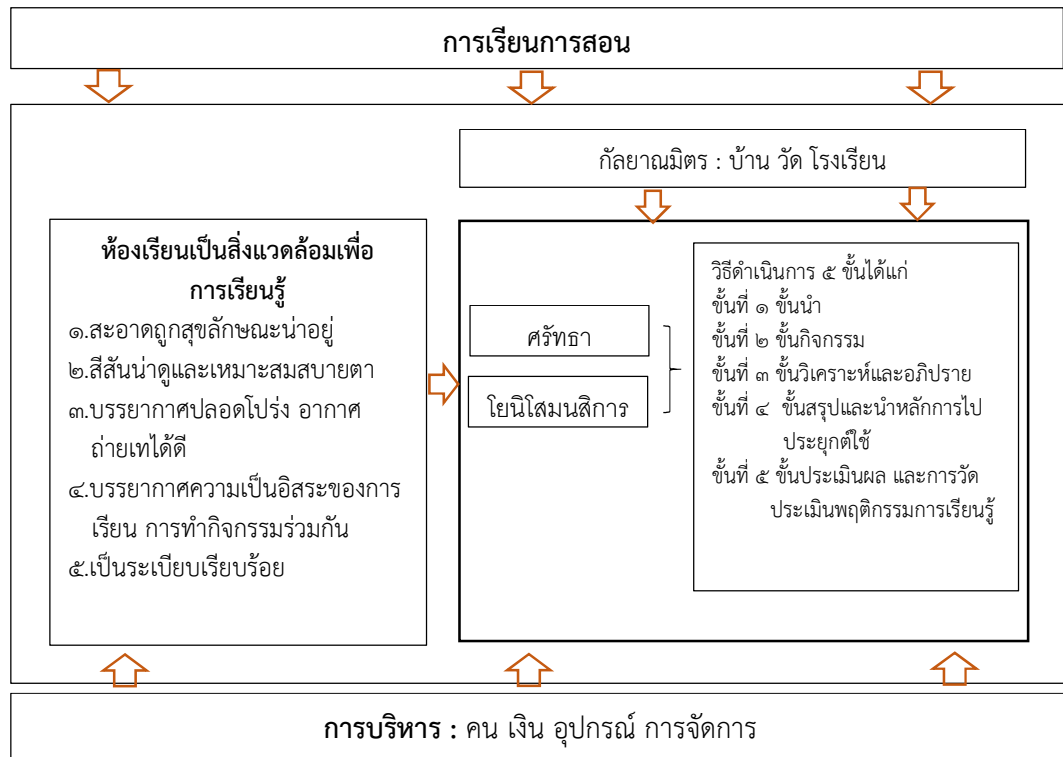 การเรียนการสอน
กัลยาณมิตร : บ้าน วัด โรงเรียน
ห้องเรียนเป็นสิ่งแวดล้อมเพื่อ
การเรียนรู้
๑.สะอาดถูกสุขลักษณะน่าอยู่
๒.สีสันน่าดูและเหมาะสมสบายตา
๓.บรรยากาศปลอดโปร่ง อากาศ
ถ่ายเทได้ดี
๔.บรรยากาศความเป็นอิสระของการ
เรียน การทำกิจกรรมร่วมกัน
๕.เป็นระเบียบเรียบร้อย
ศรัทธา
โยนิโสมนสิการ
วิธีดำเนินการ ๕ ขั้นได้แก่
ขั้นที่ ๑ ขั้นนำ
ขั้นที่ ๒ ขั้นกิจกรรม
ขั้นที่ ๓ ขั้นวิเคราะห์และอภิปราย
ขั้นที่ ๔ ขั้นสรุปและนำหลักการไป
ประยุกต์ใช้
ขั้นที่ ๕ ขั้นประเมินผล และการวัด
ประเมินพฤติกรรมการเรียนรู้
การบริหาร : คน เงิน อุปกรณ์ การจัดการ